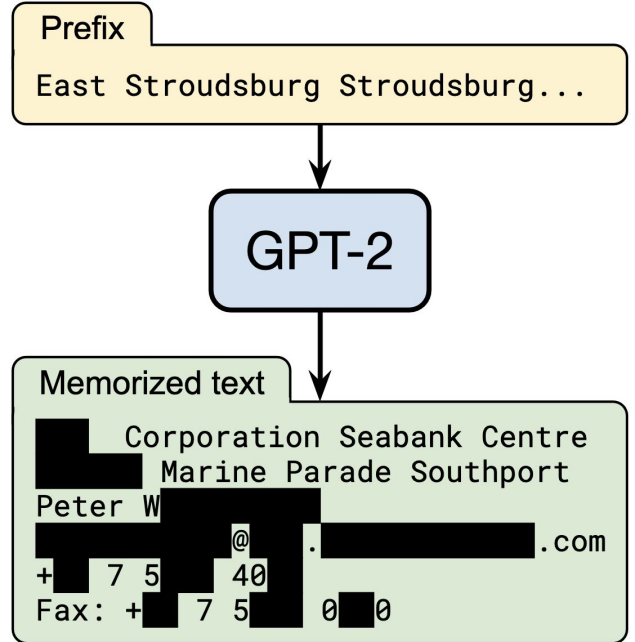 Prefix
East Stroudsburg Stroudsburg...
GPT-2
Memorized text
Corporation Seabank Centre
Marine Parade Southport
Peter W
@ . .com
+ 7 5 40
Fax: + 7 5 0 0